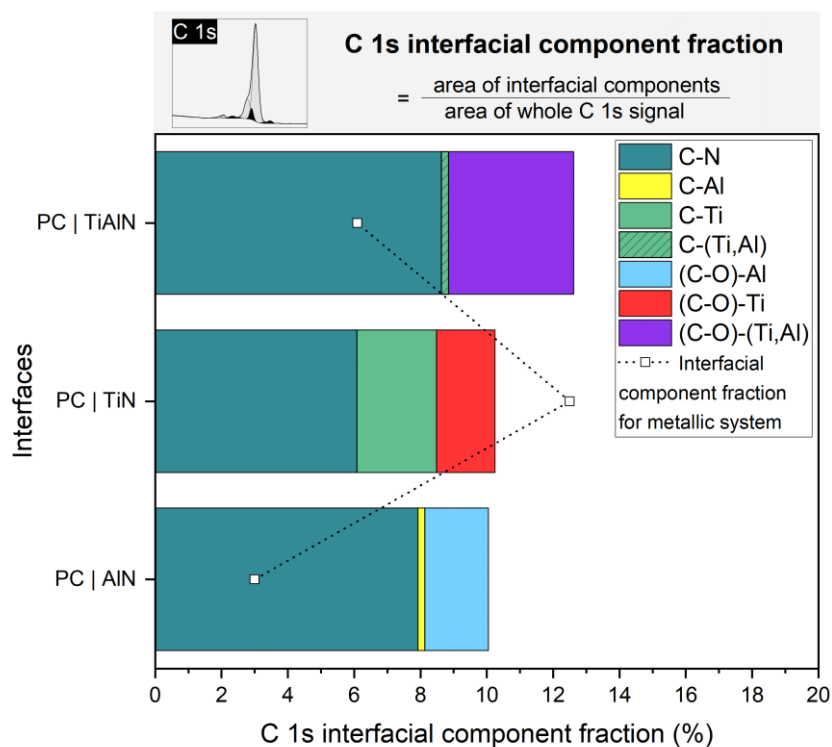 C 1s
C 1s interfacial component fraction
= area of interfacial components
area of whole C 1s signal
C-N
C-Al
C-Ti
C-(Ti,Al)
(C-O)-Al
(C-O)-Ti
(C-O)-(Ti,Al)
Interfacial
component fraction
for metallic system
Interfaces
PC | TiAlN
PC | TiN
PC | AlN
0 2 4 6 8 10 12 14 16 18 20
C 1s interfacial component fraction (%)